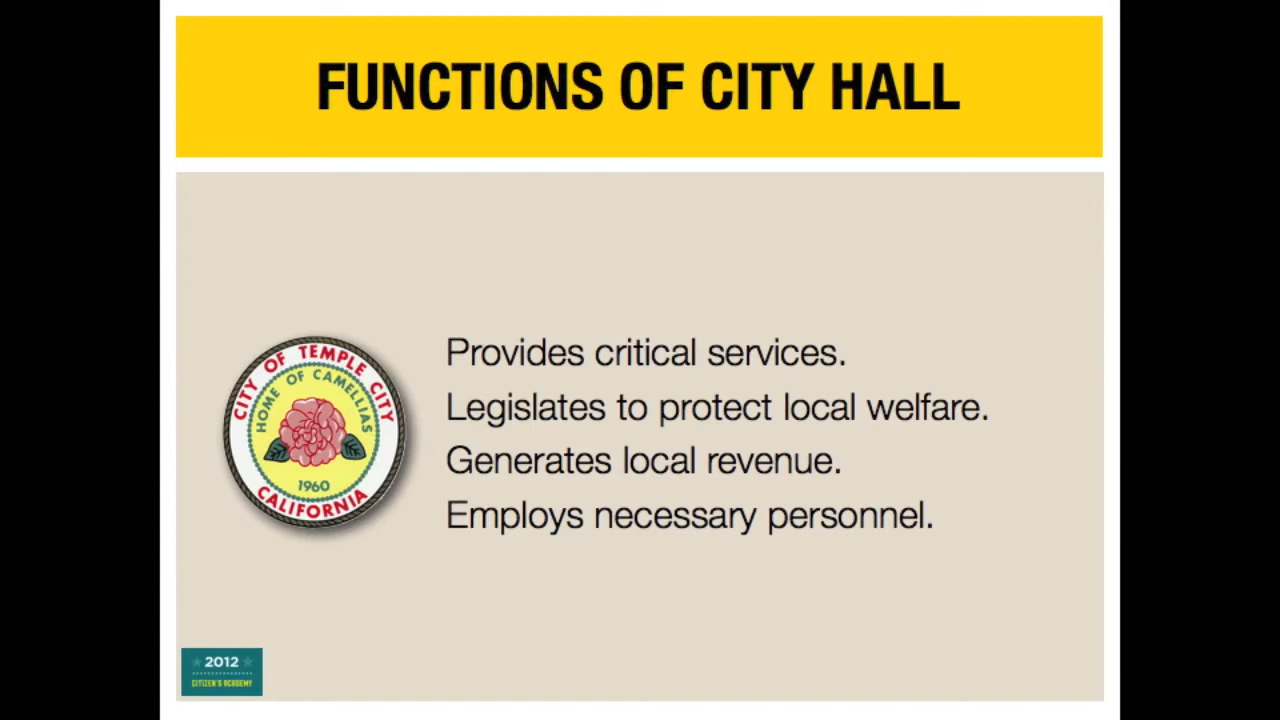 FUNCTIONS OF CITY HALL
CITY OF TEMPLE CITY
HOME OF CAMELLIAS
1960
CALIFORNIA
Provides critical services.
Legislates to protect local welfare.
Generates local revenue.
Employs necessary personnel.
2012
CITIZEN'S ACADEMY